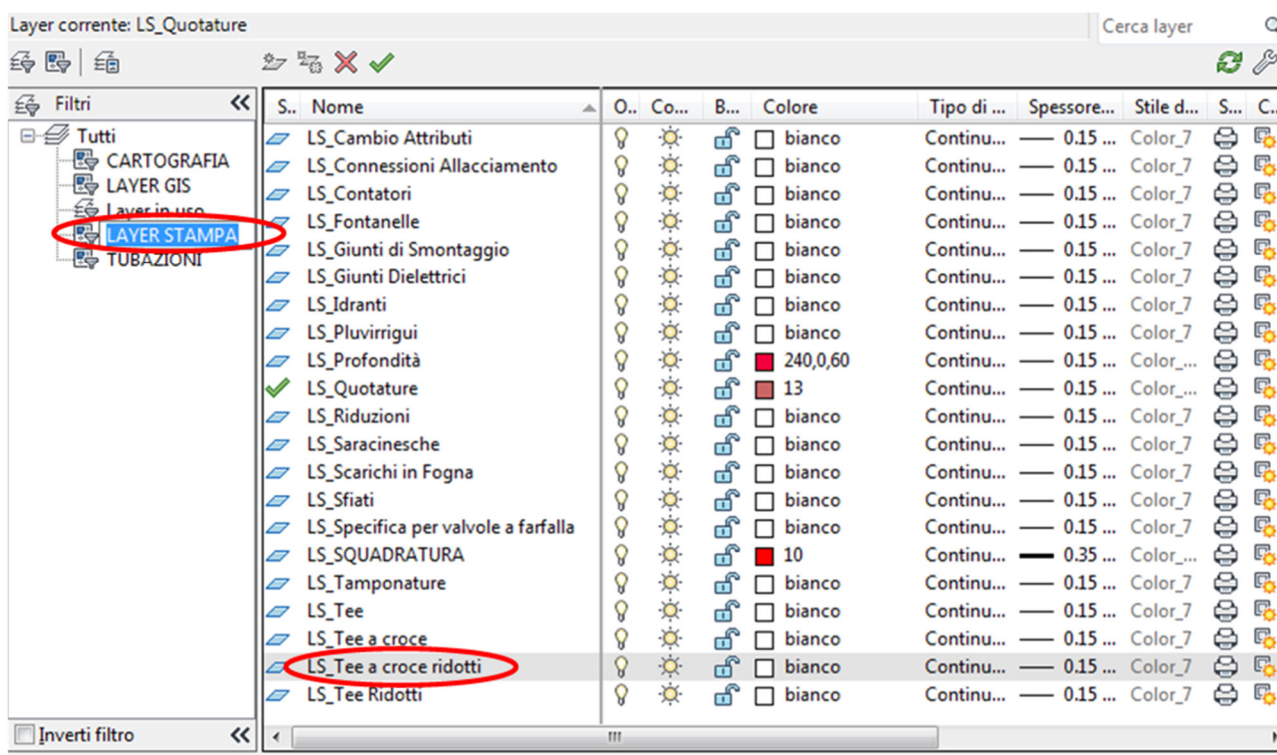 Layer corrente: LS_Quotature
Cerca layer
Filtri
Tutti
CARTOGRAFIA
LAYER GIS
Layer in uso
LAYER STAMPA
TUBAZIONI
Inverti filtro
S.. Nome O.. Co... B... Colore Tipo di ... Spessore... Stile d... S... C..
LS_Cambio Attributi bianco Continu... 0.15 ... Color_7
LS_Connessioni Allacciamento bianco Continu... 0.15 ... Color_7
LS_Contatori bianco Continu... 0.15 ... Color_7
LS_Fontanelle bianco Continu... 0.15 ... Color_7
LS_Giunti di Smontaggio bianco Continu... 0.15 ... Color_7
LS_Giunti Dielettrici bianco Continu... 0.15 ... Color_7
LS_Idranti bianco Continu... 0.15 ... Color_7
LS_Pluvirrigui bianco Continu... 0.15 ... Color_7
LS_Profondità 240,0,60 Continu... 0.15 ... Color_...
LS_Quotature 13 Continu... 0.15 ... Color_...
LS_Riduzioni bianco Continu... 0.15 ... Color_7
LS_Saracinesche bianco Continu... 0.15 ... Color_7
LS_Scarichi in Fogna bianco Continu... 0.15 ... Color_7
LS_Sfiati bianco Continu... 0.15 ... Color_7
LS_Specifica per valvole a farfalla bianco Continu... 0.15 ... Color_7
LS_SQUADRATURA 10 Continu... 0.35 ... Color_...
LS_Tamponature bianco Continu... 0.15 ... Color_7
LS_Tee bianco Continu... 0.15 ... Color_7
LS_Tee a croce bianco Continu... 0.15 ... Color_7
LS_Tee a croce ridotti bianco Continu... 0.15 ... Color_7
LS_Tee Ridotti bianco Continu... 0.15 ... Color_7